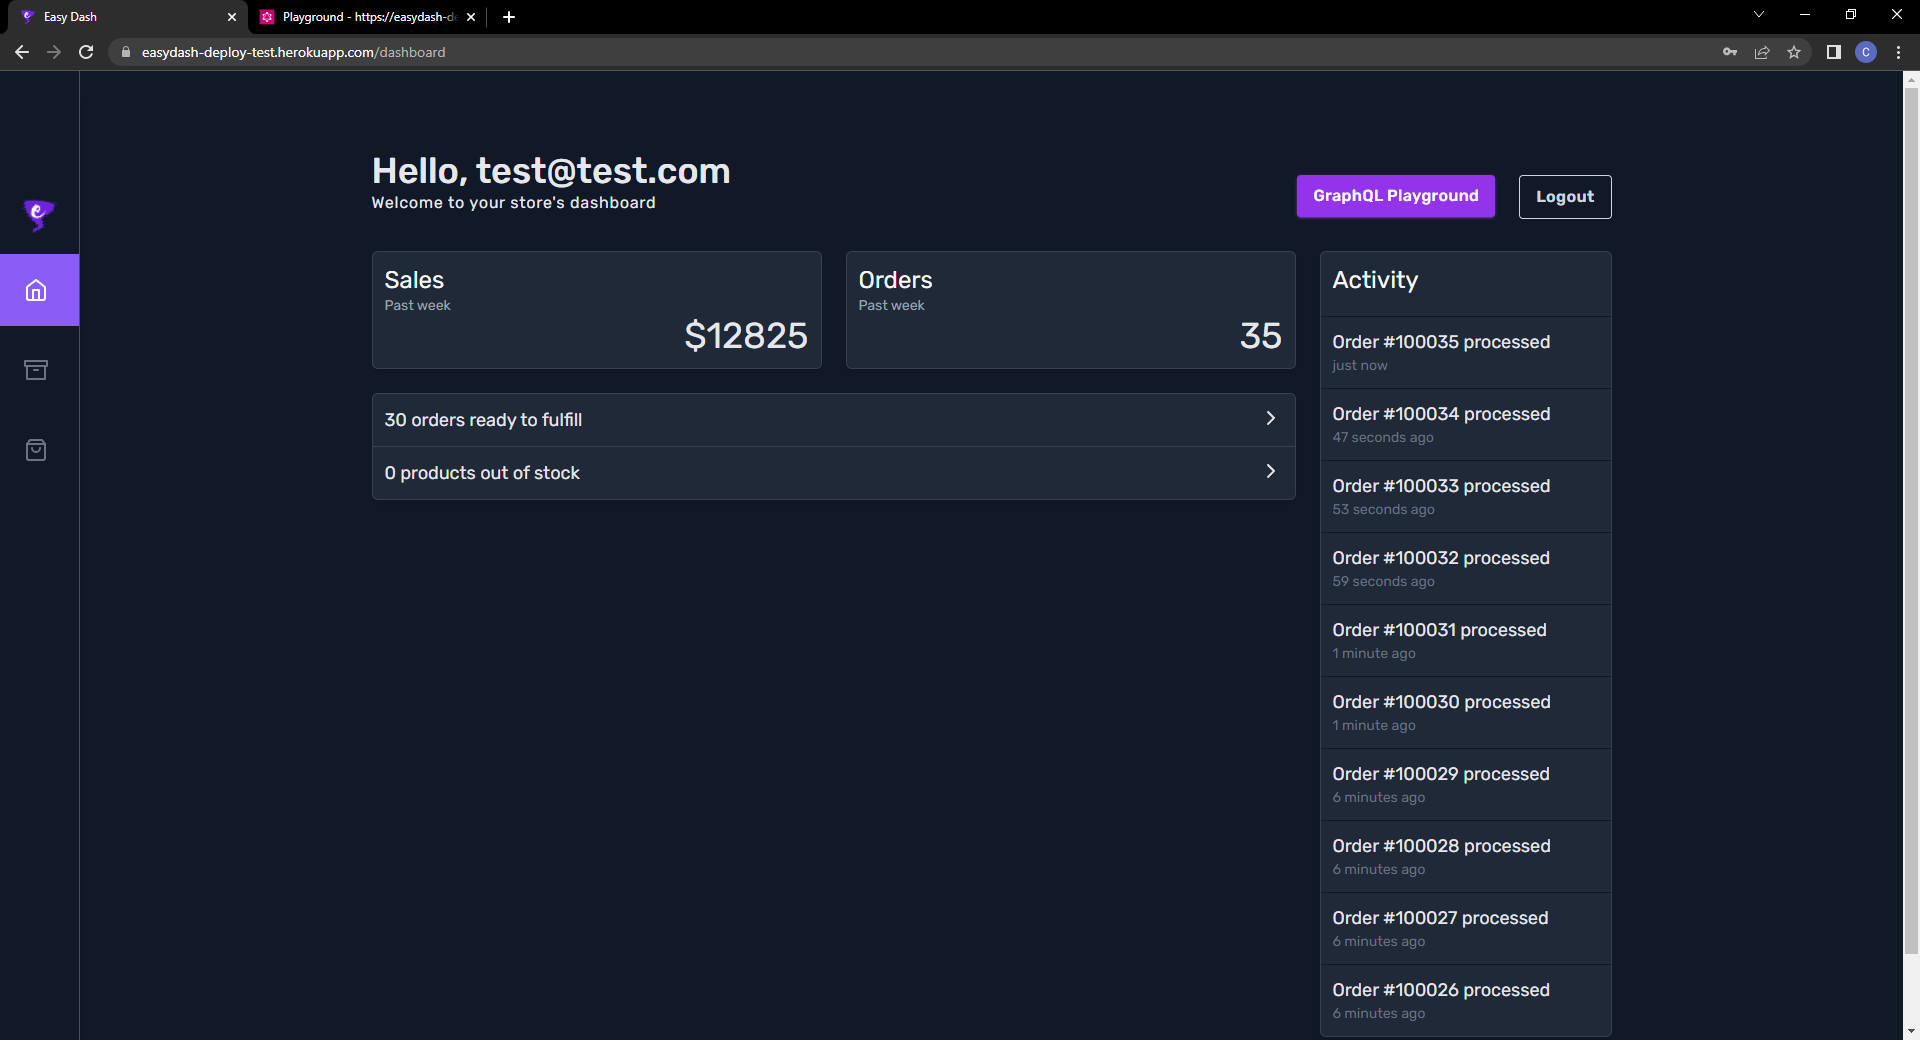 Easy Dash
Playground - https://easydash-d
easydash-deploy-test.herokuapp.com/dashboard
C
Hello, test@test.com
Welcome to your store's dashboard
GraphQL Playground
Logout
Sales
Past week
$12825
Orders
Past week
35
30 orders ready to fulfill
0 products out of stock
Activity
Order #100035 processed
just now
Order #100034 processed
47 seconds ago
Order #100033 processed
53 seconds ago
Order #100032 processed
59 seconds ago
Order #100031 processed
1 minute ago
Order #100030 processed
1 minute ago
Order #100029 processed
6 minutes ago
Order #100028 processed
6 minutes ago
Order #100027 processed
6 minutes ago
Order #100026 processed
6 minutes ago